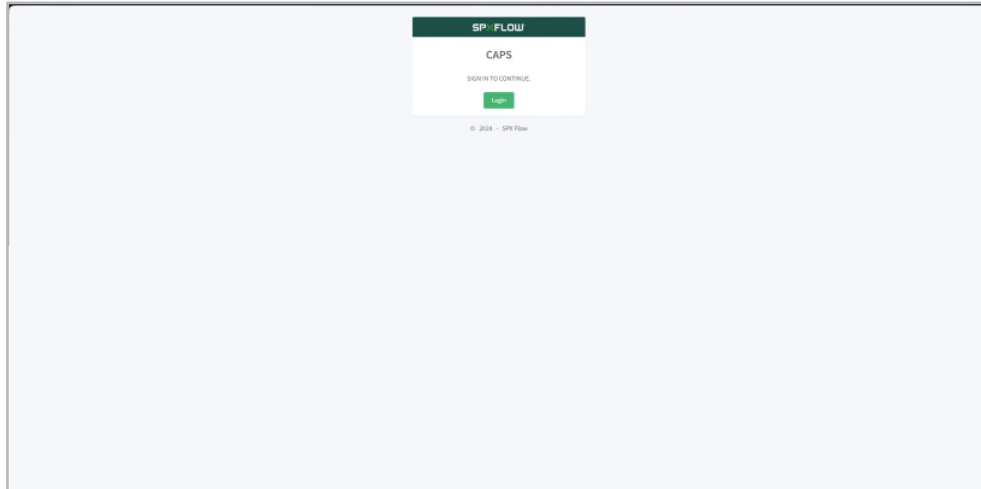 SPXFLOW
CAPS
SIGN IN TO CONTINUE.
Login
© 2024 - SPX Flow